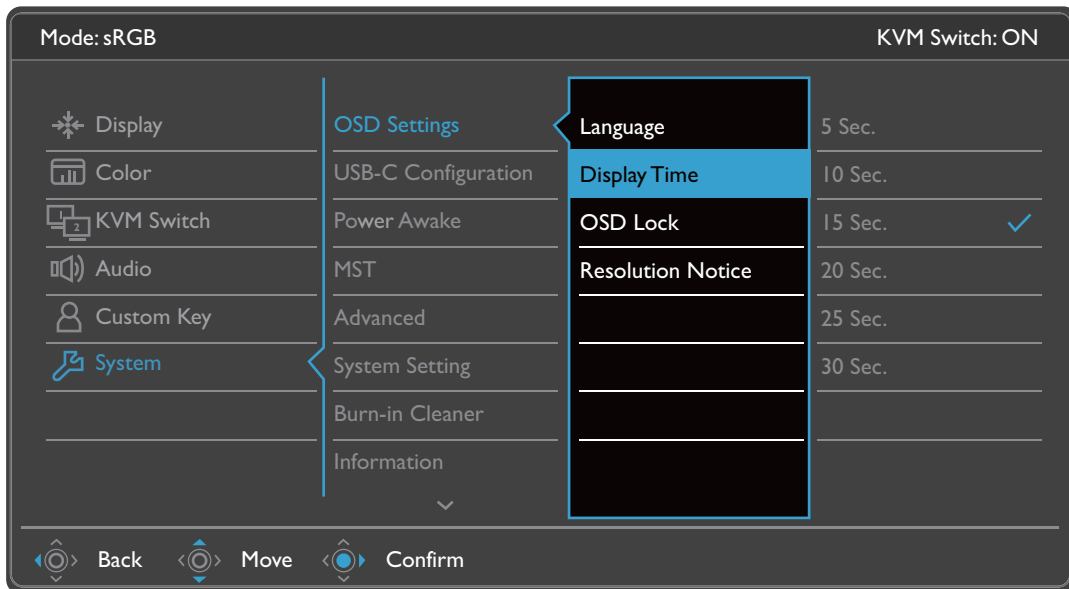 Mode: sRGB
KVM Switch: ON
Display
OSD Settings
Language
5 Sec.
Color
USB-C Configuration
Display Time
10 Sec.
1
2
KVM Switch
Power Awake
OSD Lock
15 Sec.
Audio
MST
Resolution Notice
20 Sec.
Custom Key
Advanced
25 Sec.
System
System Setting
30 Sec.
Burn-in Cleaner
Information
Back
Move
Confirm